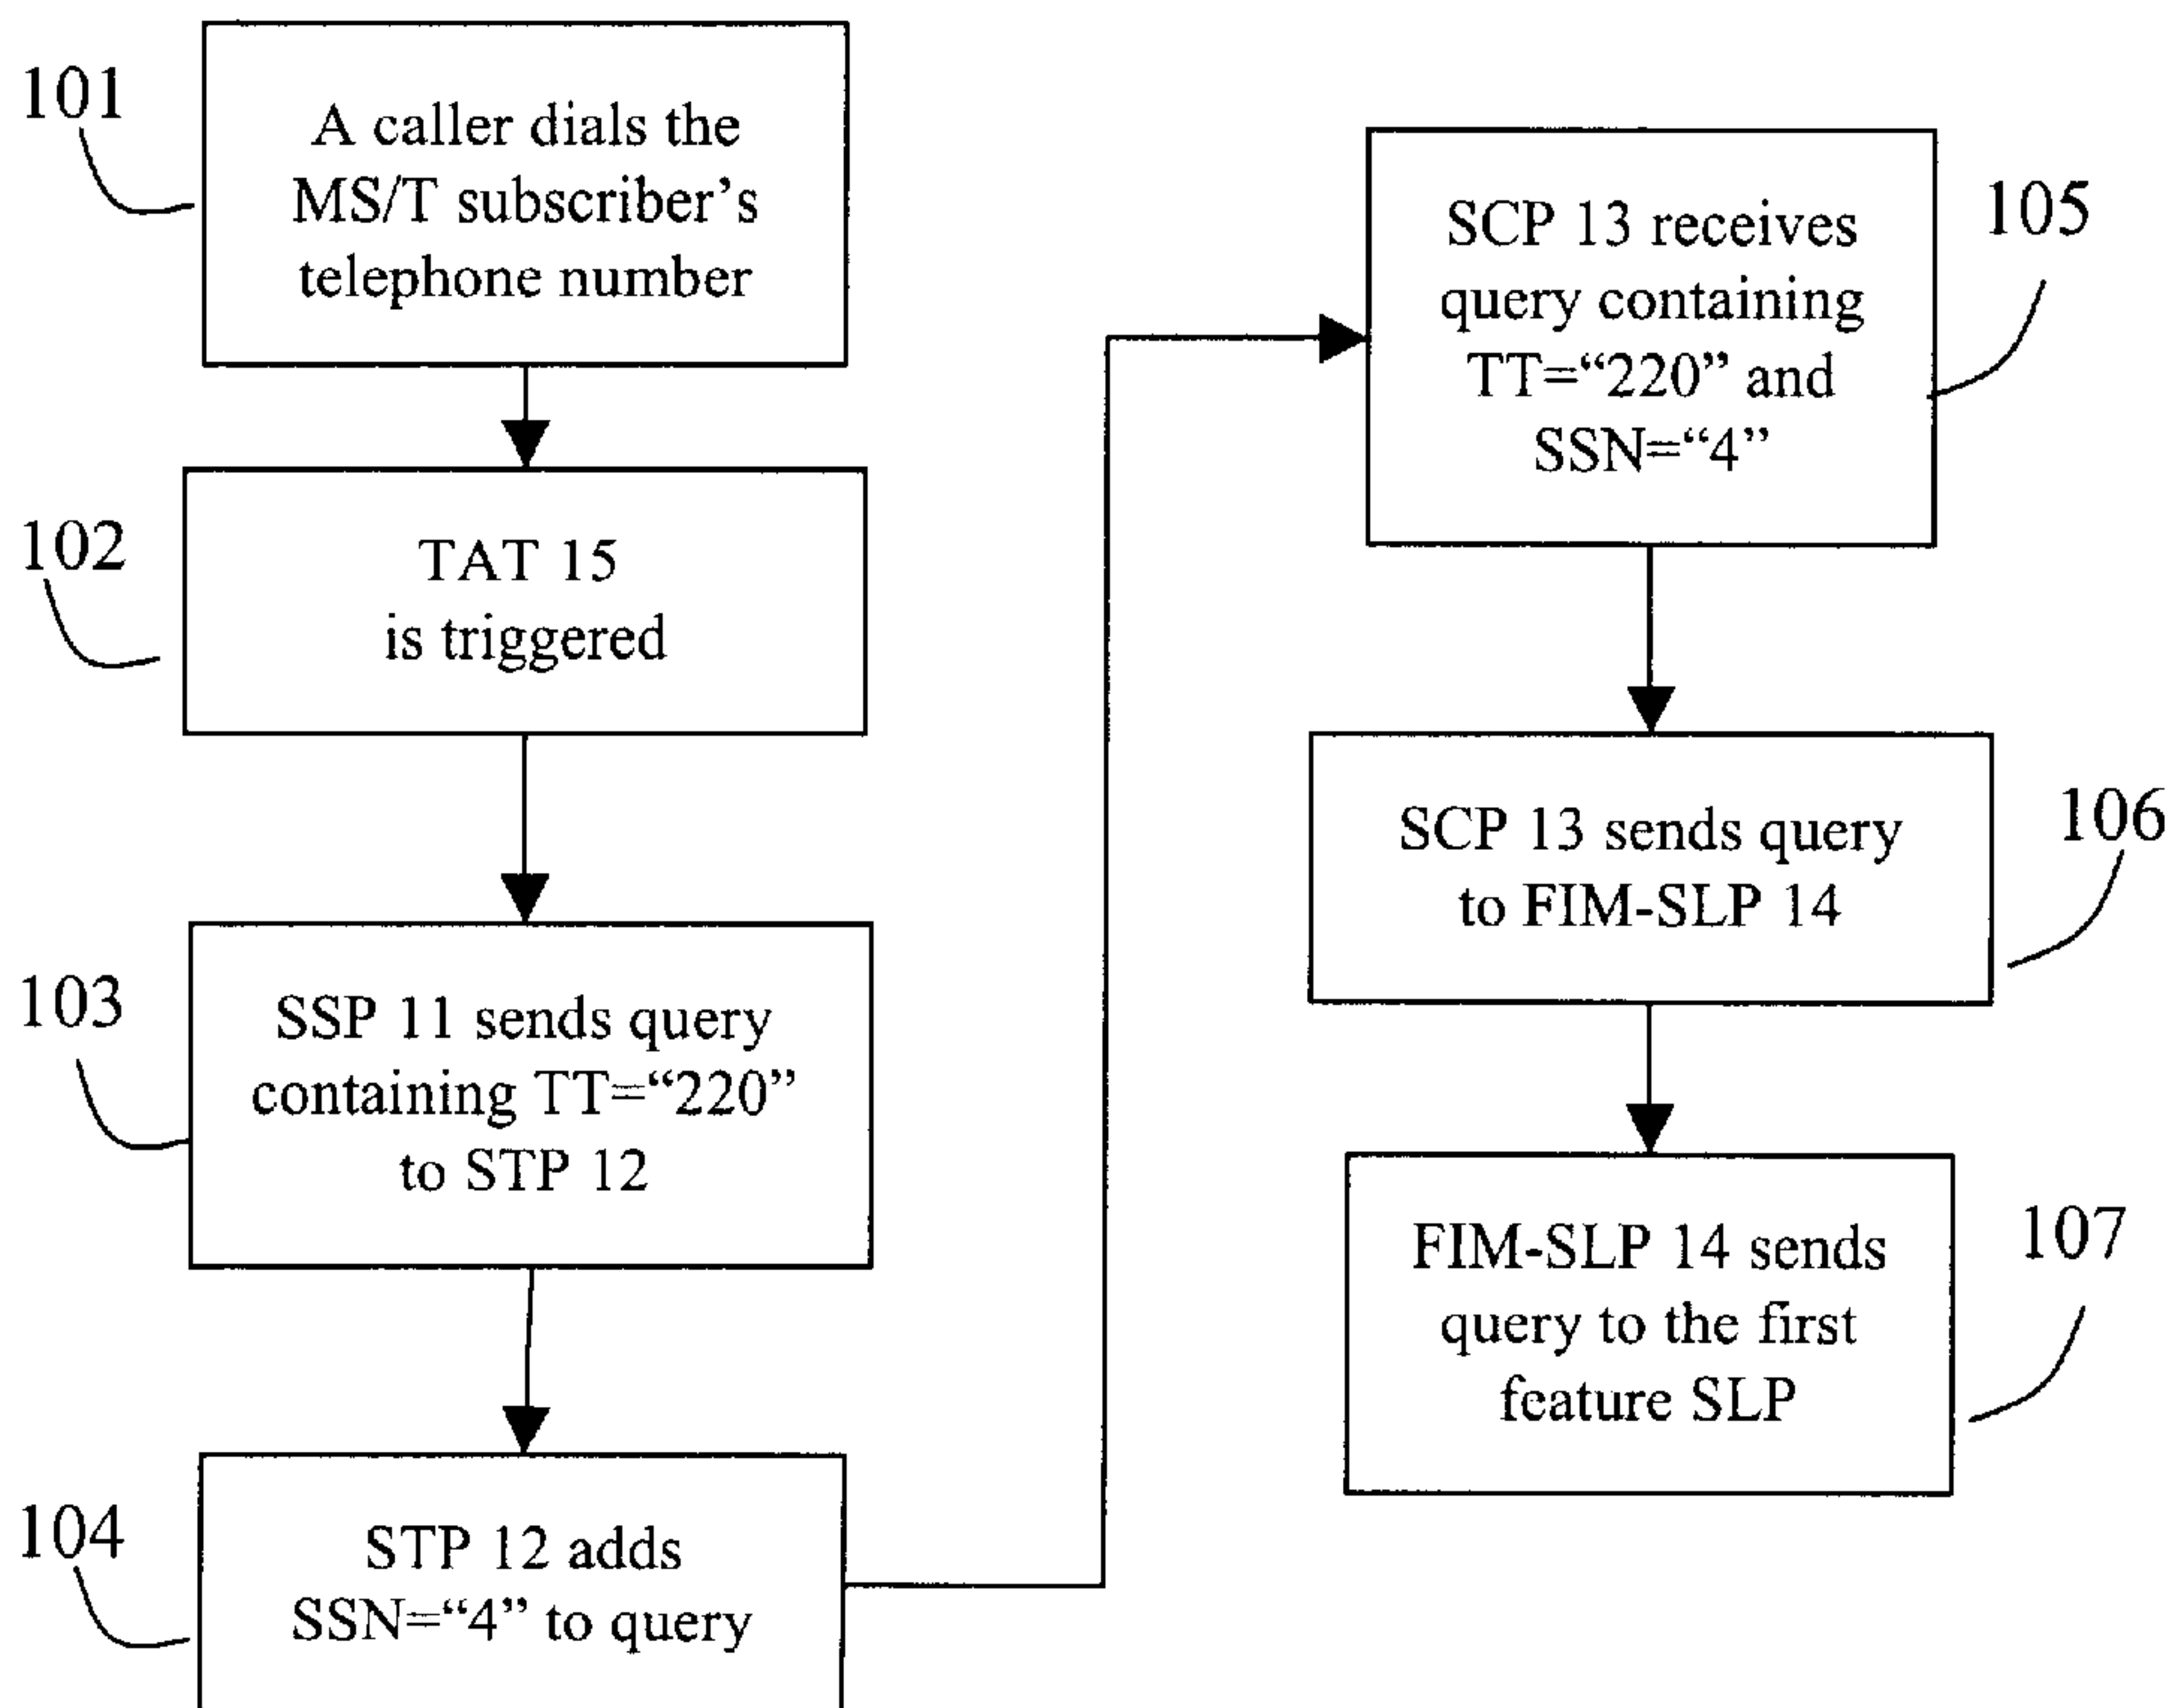 101
A caller dials the
MS/T subscriber’s
telephone number
102
TAT 15
is triggered
103
SSP 11 sends query
containing TT=“220”
to STP 12
104
STP 12 adds
SSN=“4” to query
105
SCP 13 receives
query containing
TT=“220” and
SSN=“4”
106
SCP 13 sends query
to FIM-SLP 14
107
FIM-SLP 14 sends
query to the first
feature SLP